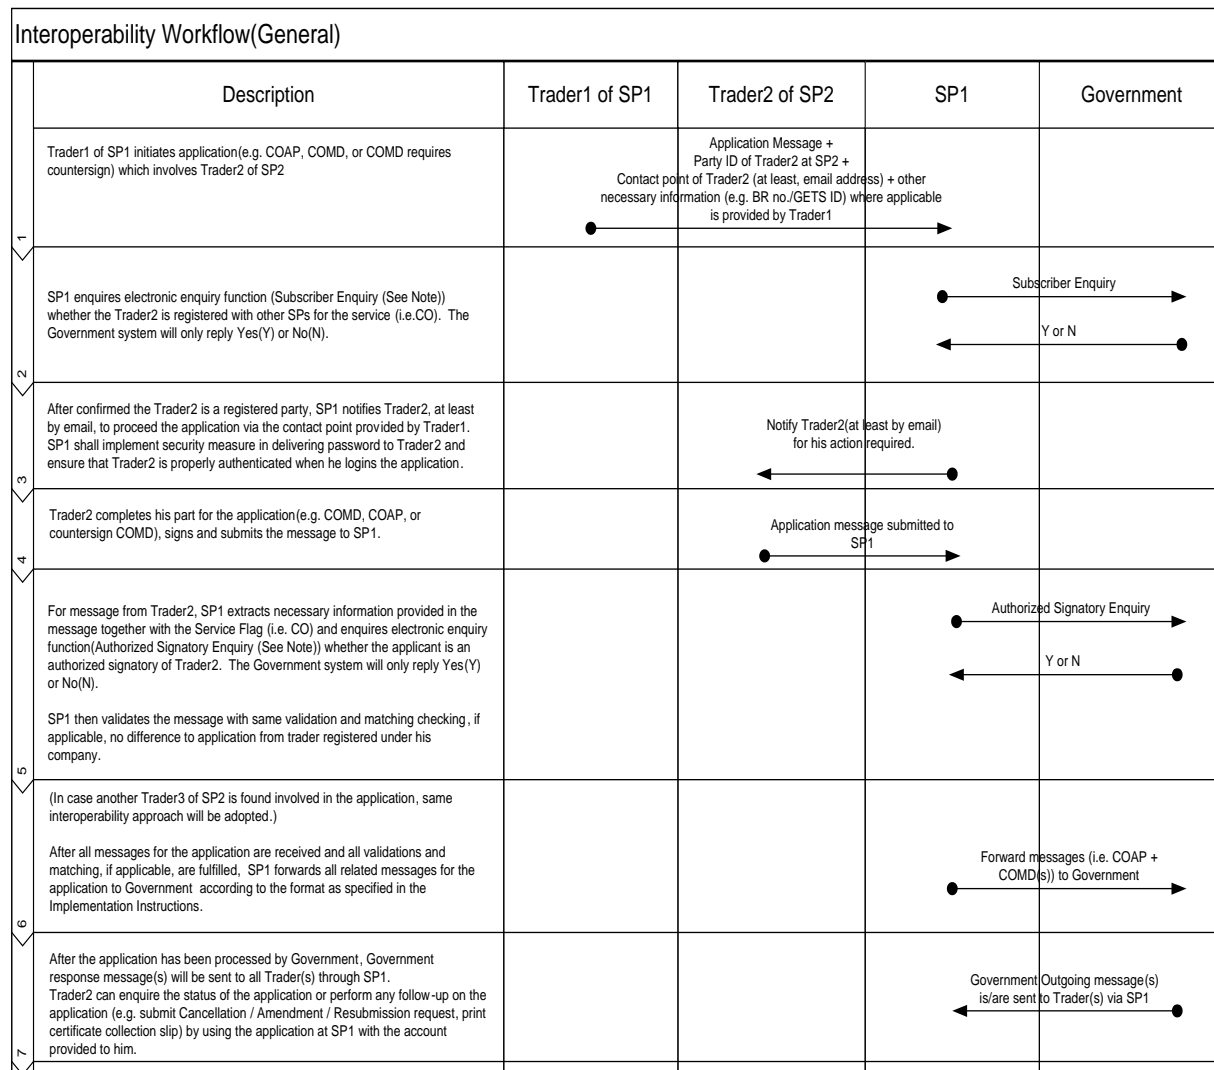 Interoperability Workflow(General)
Description
Trader1 of SP1
Trader2 of SP2
SP1
Government
Trader1 of SP1 initiates application(e.g. COAP, COMD, or COMD requires
countersign) which involves Trader2 of SP2
Application Message +
Party ID of Trader2 at SP2 +
Contact point of Trader2 (at least, email address) + other
necessary information (e.g. BR no./GETS ID) where applicable
is provided by Trader1
1
SP1 enquires electronic enquiry function (Subscriber Enquiry (See Note))
whether the Trader2 is registered with other SPs for the service (i.e.CO). The
Government system will only reply Yes(Y) or No(N).
Subscriber Enquiry
Y or N
2
After confirmed the Trader2 is a registered party, SP1 notifies Trader2, at least
by email, to proceed the application via the contact point provided by Trader1.
SP1 shall implement security measure in delivering password to Trader2 and
ensure that Trader2 is properly authenticated when he logins the application.
Notify Trader2(at least by email)
for his action required.
3
Trader2 completes his part for the application(e.g. COMD, COAP, or
countersign COMD), signs and submits the message to SP1.
Application message submitted to
SP1
4
For message from Trader2, SP1 extracts necessary information provided in the
message together with the Service Flag (i.e. CO) and enquires electronic enquiry
function(Authorized Signatory Enquiry (See Note)) whether the applicant is an
authorized signatory of Trader2. The Government system will only reply Yes(Y)
or No(N).
SP1 then validates the message with same validation and matching checking, if
applicable, no difference to application from trader registered under his
company.
Authorized Signatory Enquiry
Y or N
5
(In case another Trader3 of SP2 is found involved in the application, same
interoperability approach will be adopted.)
After all messages for the application are received and all validations and
matching, if applicable, are fulfilled, SP1 forwards all related messages for the
application to Government according to the format as specified in the
Implementation Instructions.
Forward messages (i.e. COAP +
COMD(s)) to Government
6
After the application has been processed by Government, Government
response message(s) will be sent to all Trader(s) through SP1.
Trader2 can enquire the status of the application or perform any follow-up on the
application (e.g. submit Cancellation / Amendment / Resubmission request, print
certificate collection slip) by using the application at SP1 with the account
provided to him.
Government Outgoing message(s)
is/are sent to Trader(s) via SP1
7